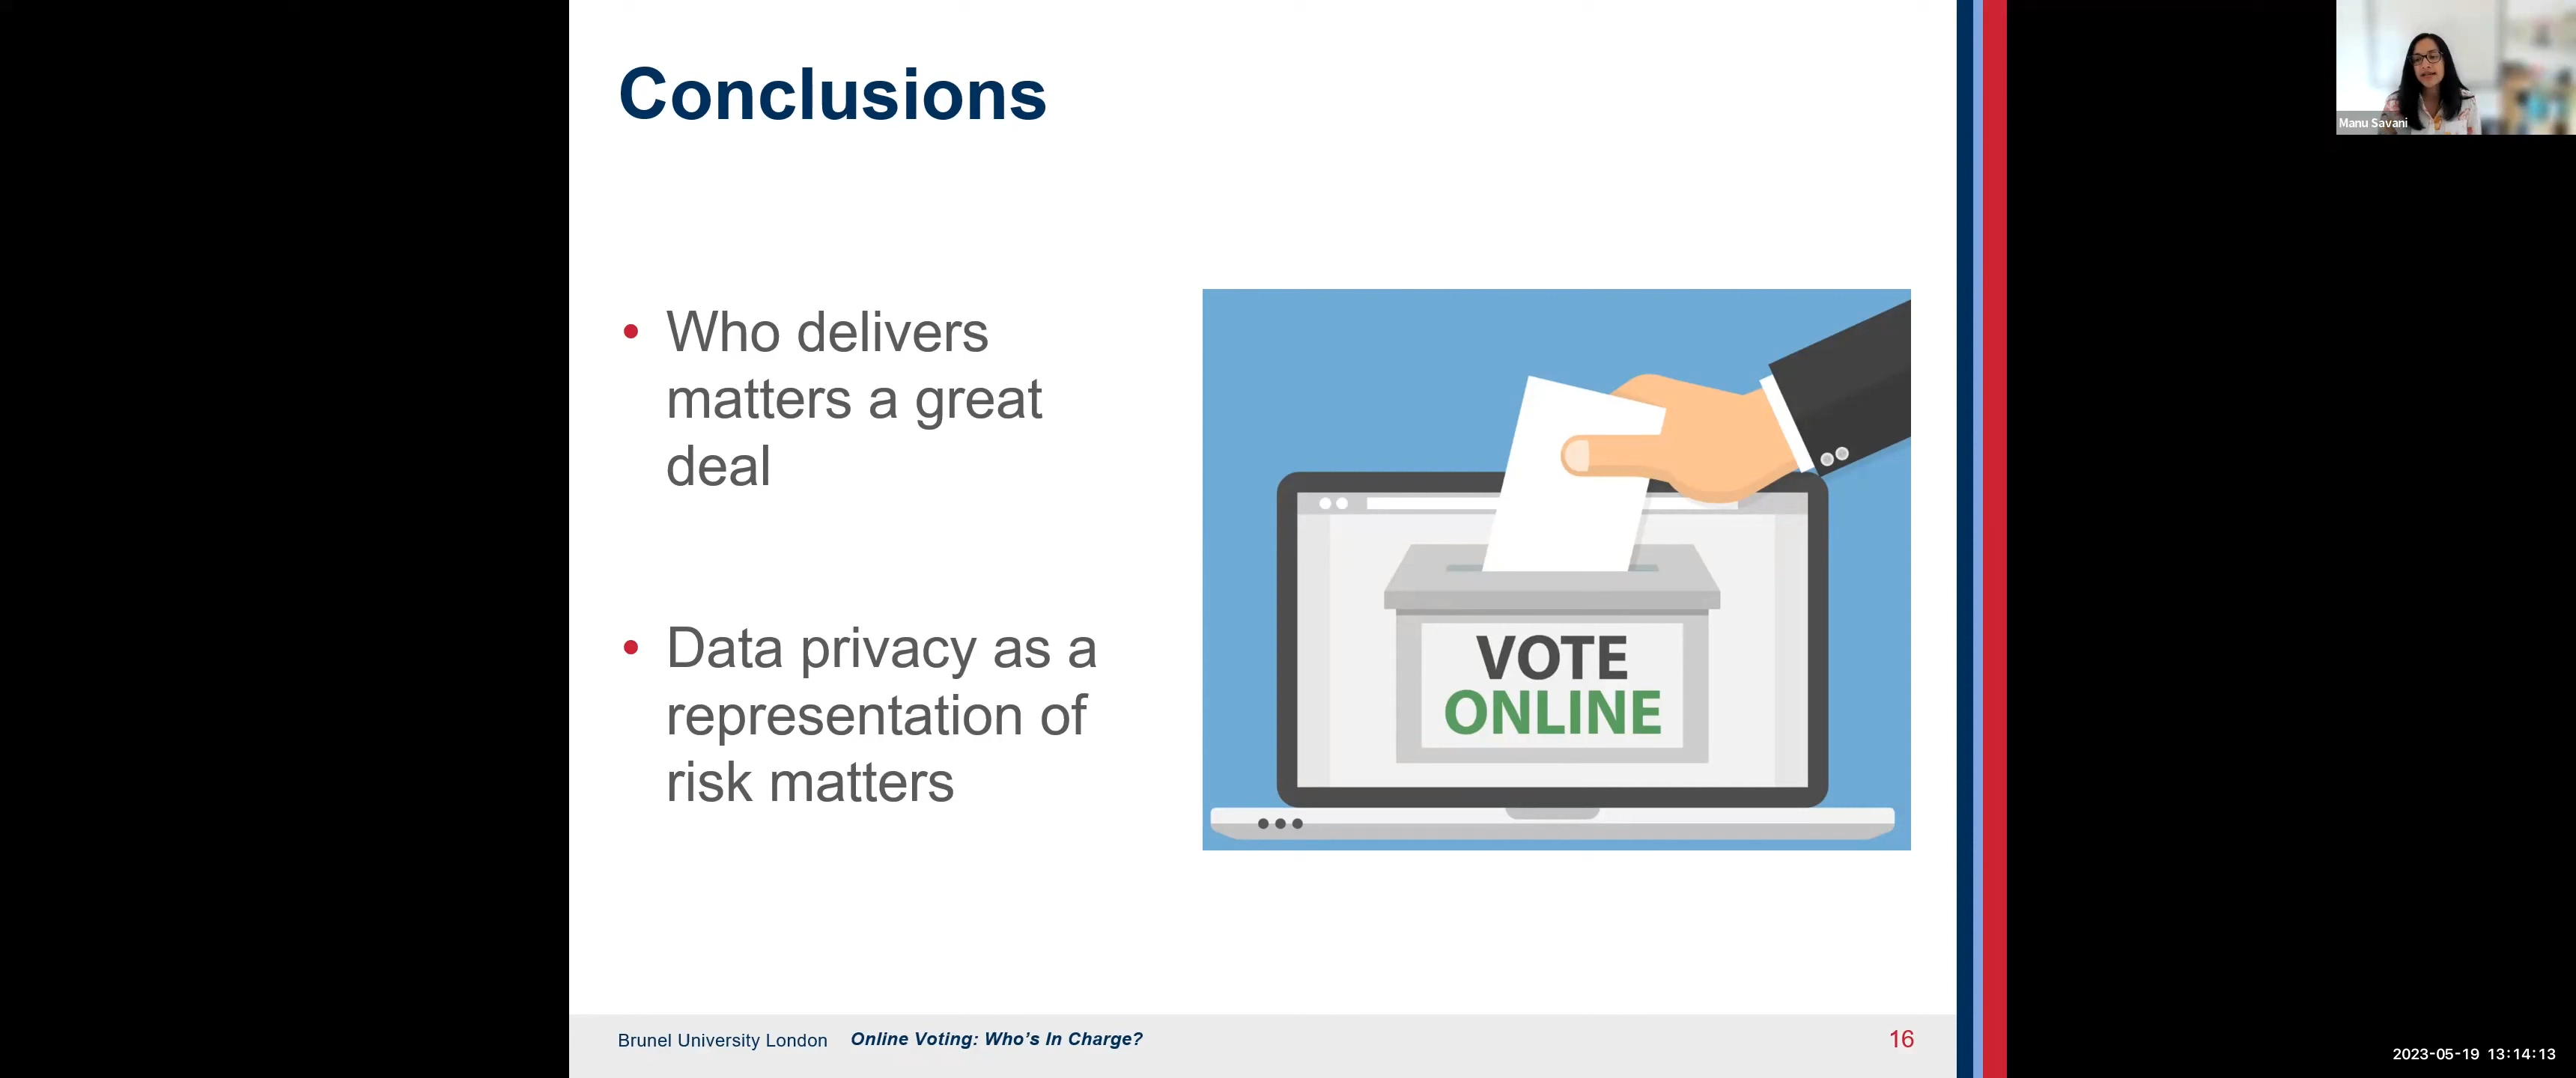 Conclusions
Manu Savani
• Who delivers
matters a great
deal
• Data privacy as a
representation of
risk matters
VOTE
ONLINE
Brunel University London Online Voting: Who's In Charge? 16
2023-05-19 13:14:13